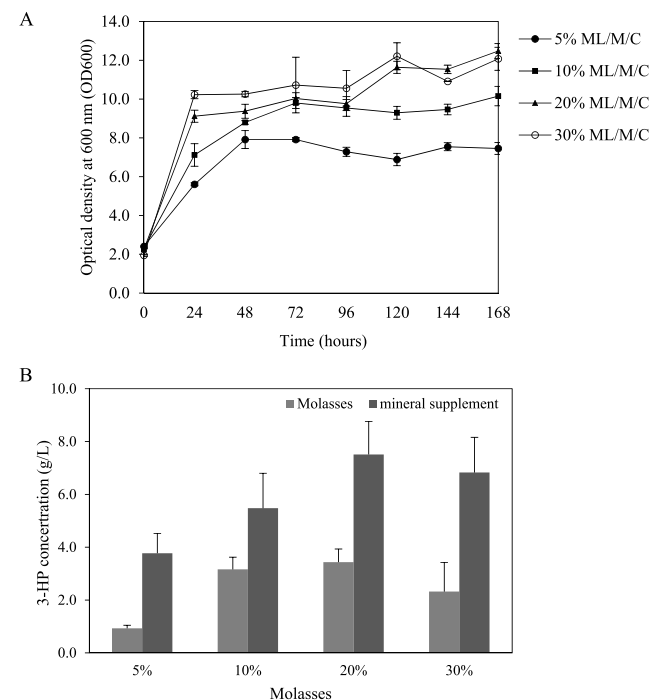 A
Optical density at 600 nm (OD600)
14.0
12.0
10.0
8.0
6.0
4.0
2.0
0.0
0 24 48 72 96 120 144 168
Time (hours)
5% ML/M/C
10% ML/M/C
20% ML/M/C
30% ML/M/C
B
3-HP concertration (g/L)
10.0
8.0
6.0
4.0
2.0
0.0
Molasses mineral supplement
5% 10% 20% 30%
Molasses